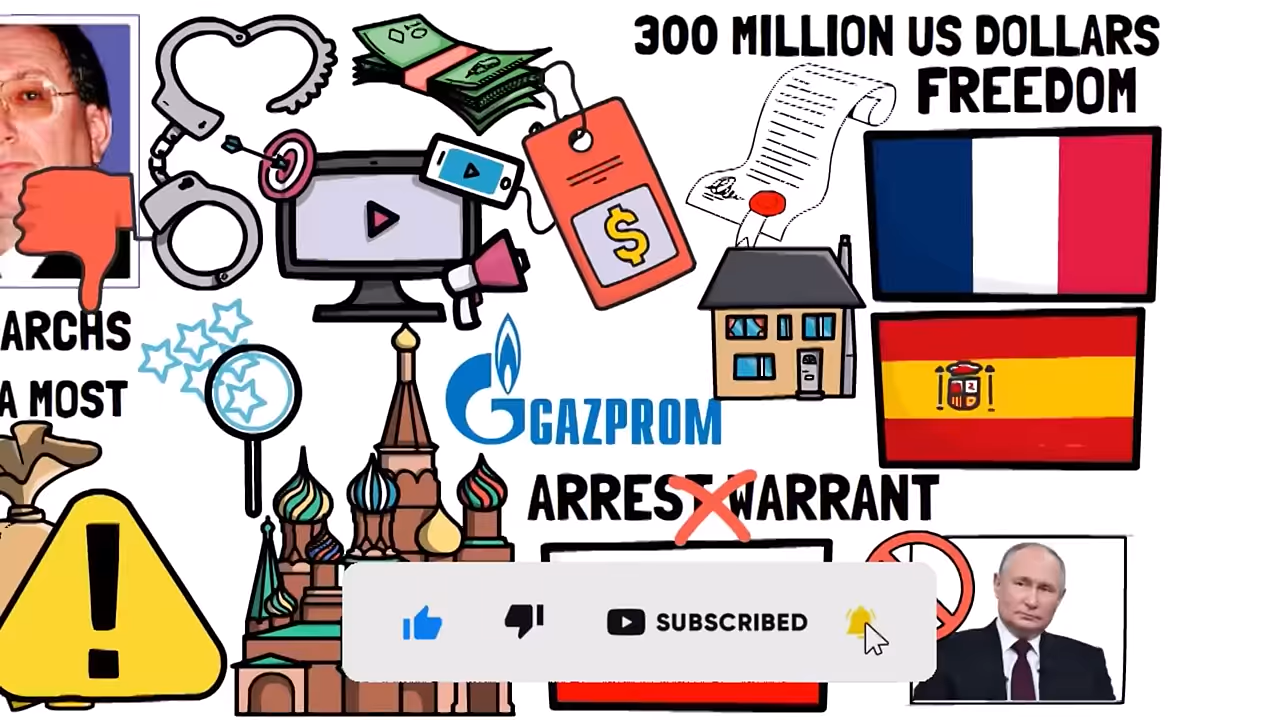 300 MILLION US DOLLARS
FREEDOM
ARCHS
A MOST
$
GAZPROM
ARREST WARRANT
SUBSCRIBED